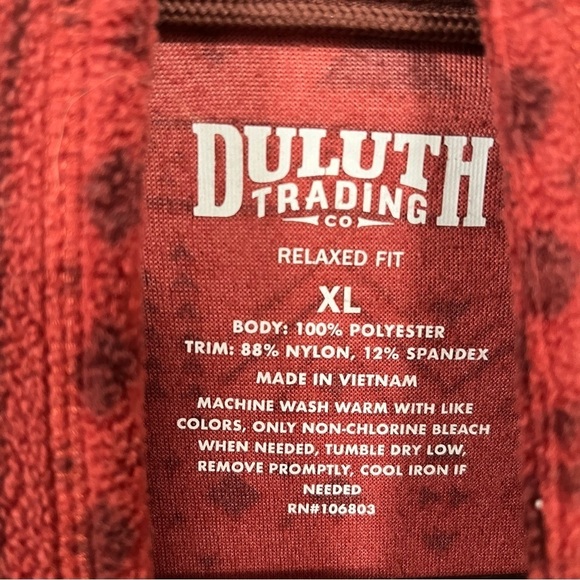 DULUTH
TRADING
CO
RELAXED FIT
XL
BODY: 100% POLYESTER
TRIM: 88% NYLON, 12% SPANDEX
MADE IN VIETNAM
MACHINE WASH WARM WITH LIKE
COLORS, ONLY NON-CHLORINE BLEACH
WHEN NEEDED, TUMBLE DRY LOW,
REMOVE PROMPTLY, COOL IRON IF
NEEDED
RN#106803